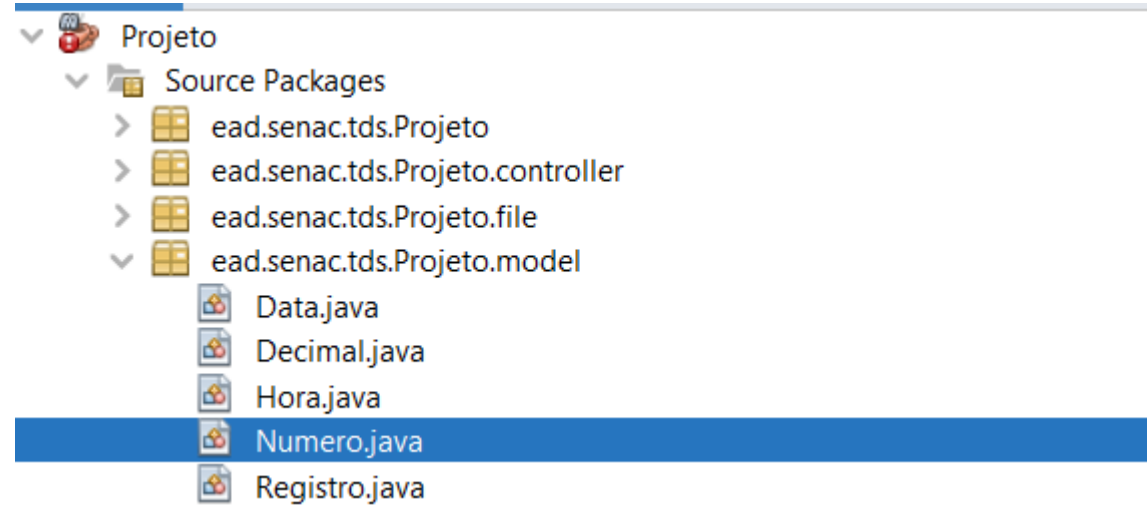 Projeto
Source Packages
ead.senac.tds.Projeto
ead.senac.tds.Projeto.controller
ead.senac.tds.Projeto.file
ead.senac.tds.Projeto.model
Data.java
Decimal.java
Hora.java
Numero.java
Registro.java